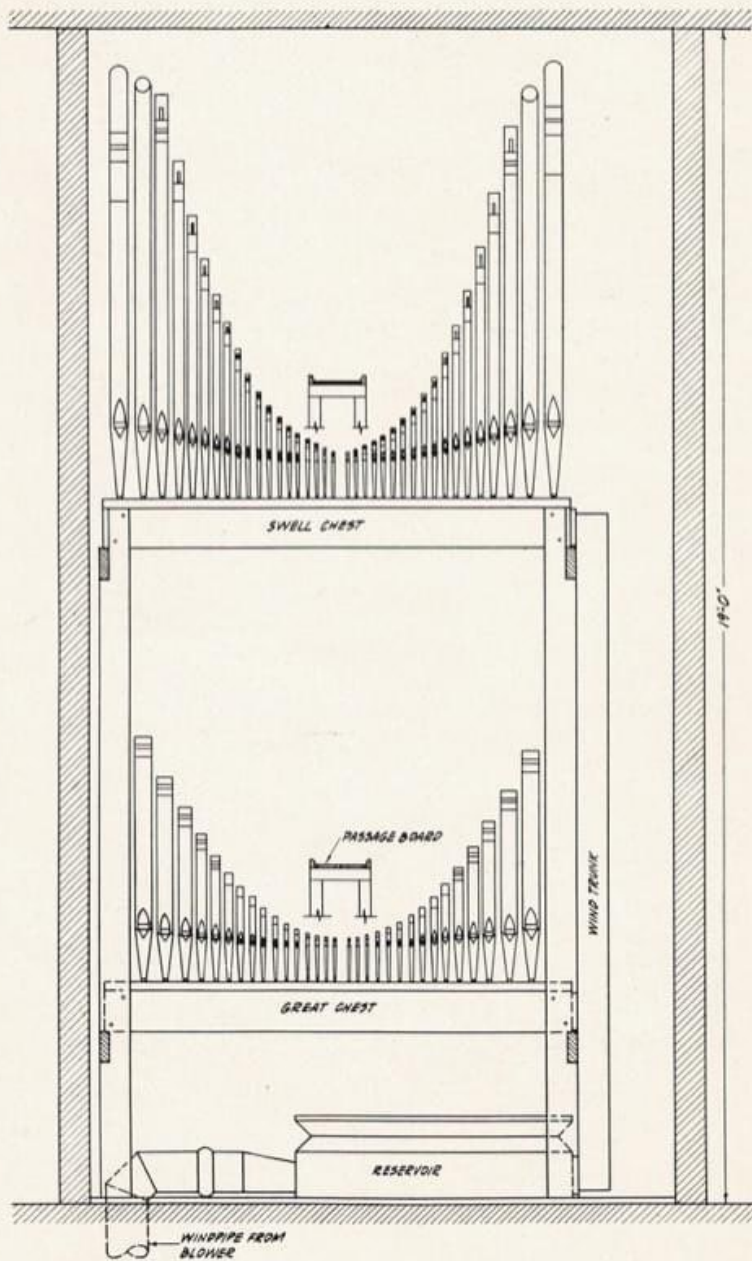 SWELL CHEST
19'-0"
PASSAGE BOARD
WIND TRUNK
GREAT CHEST
RESERVOIR
WINDPIPE FROM
BLOWER